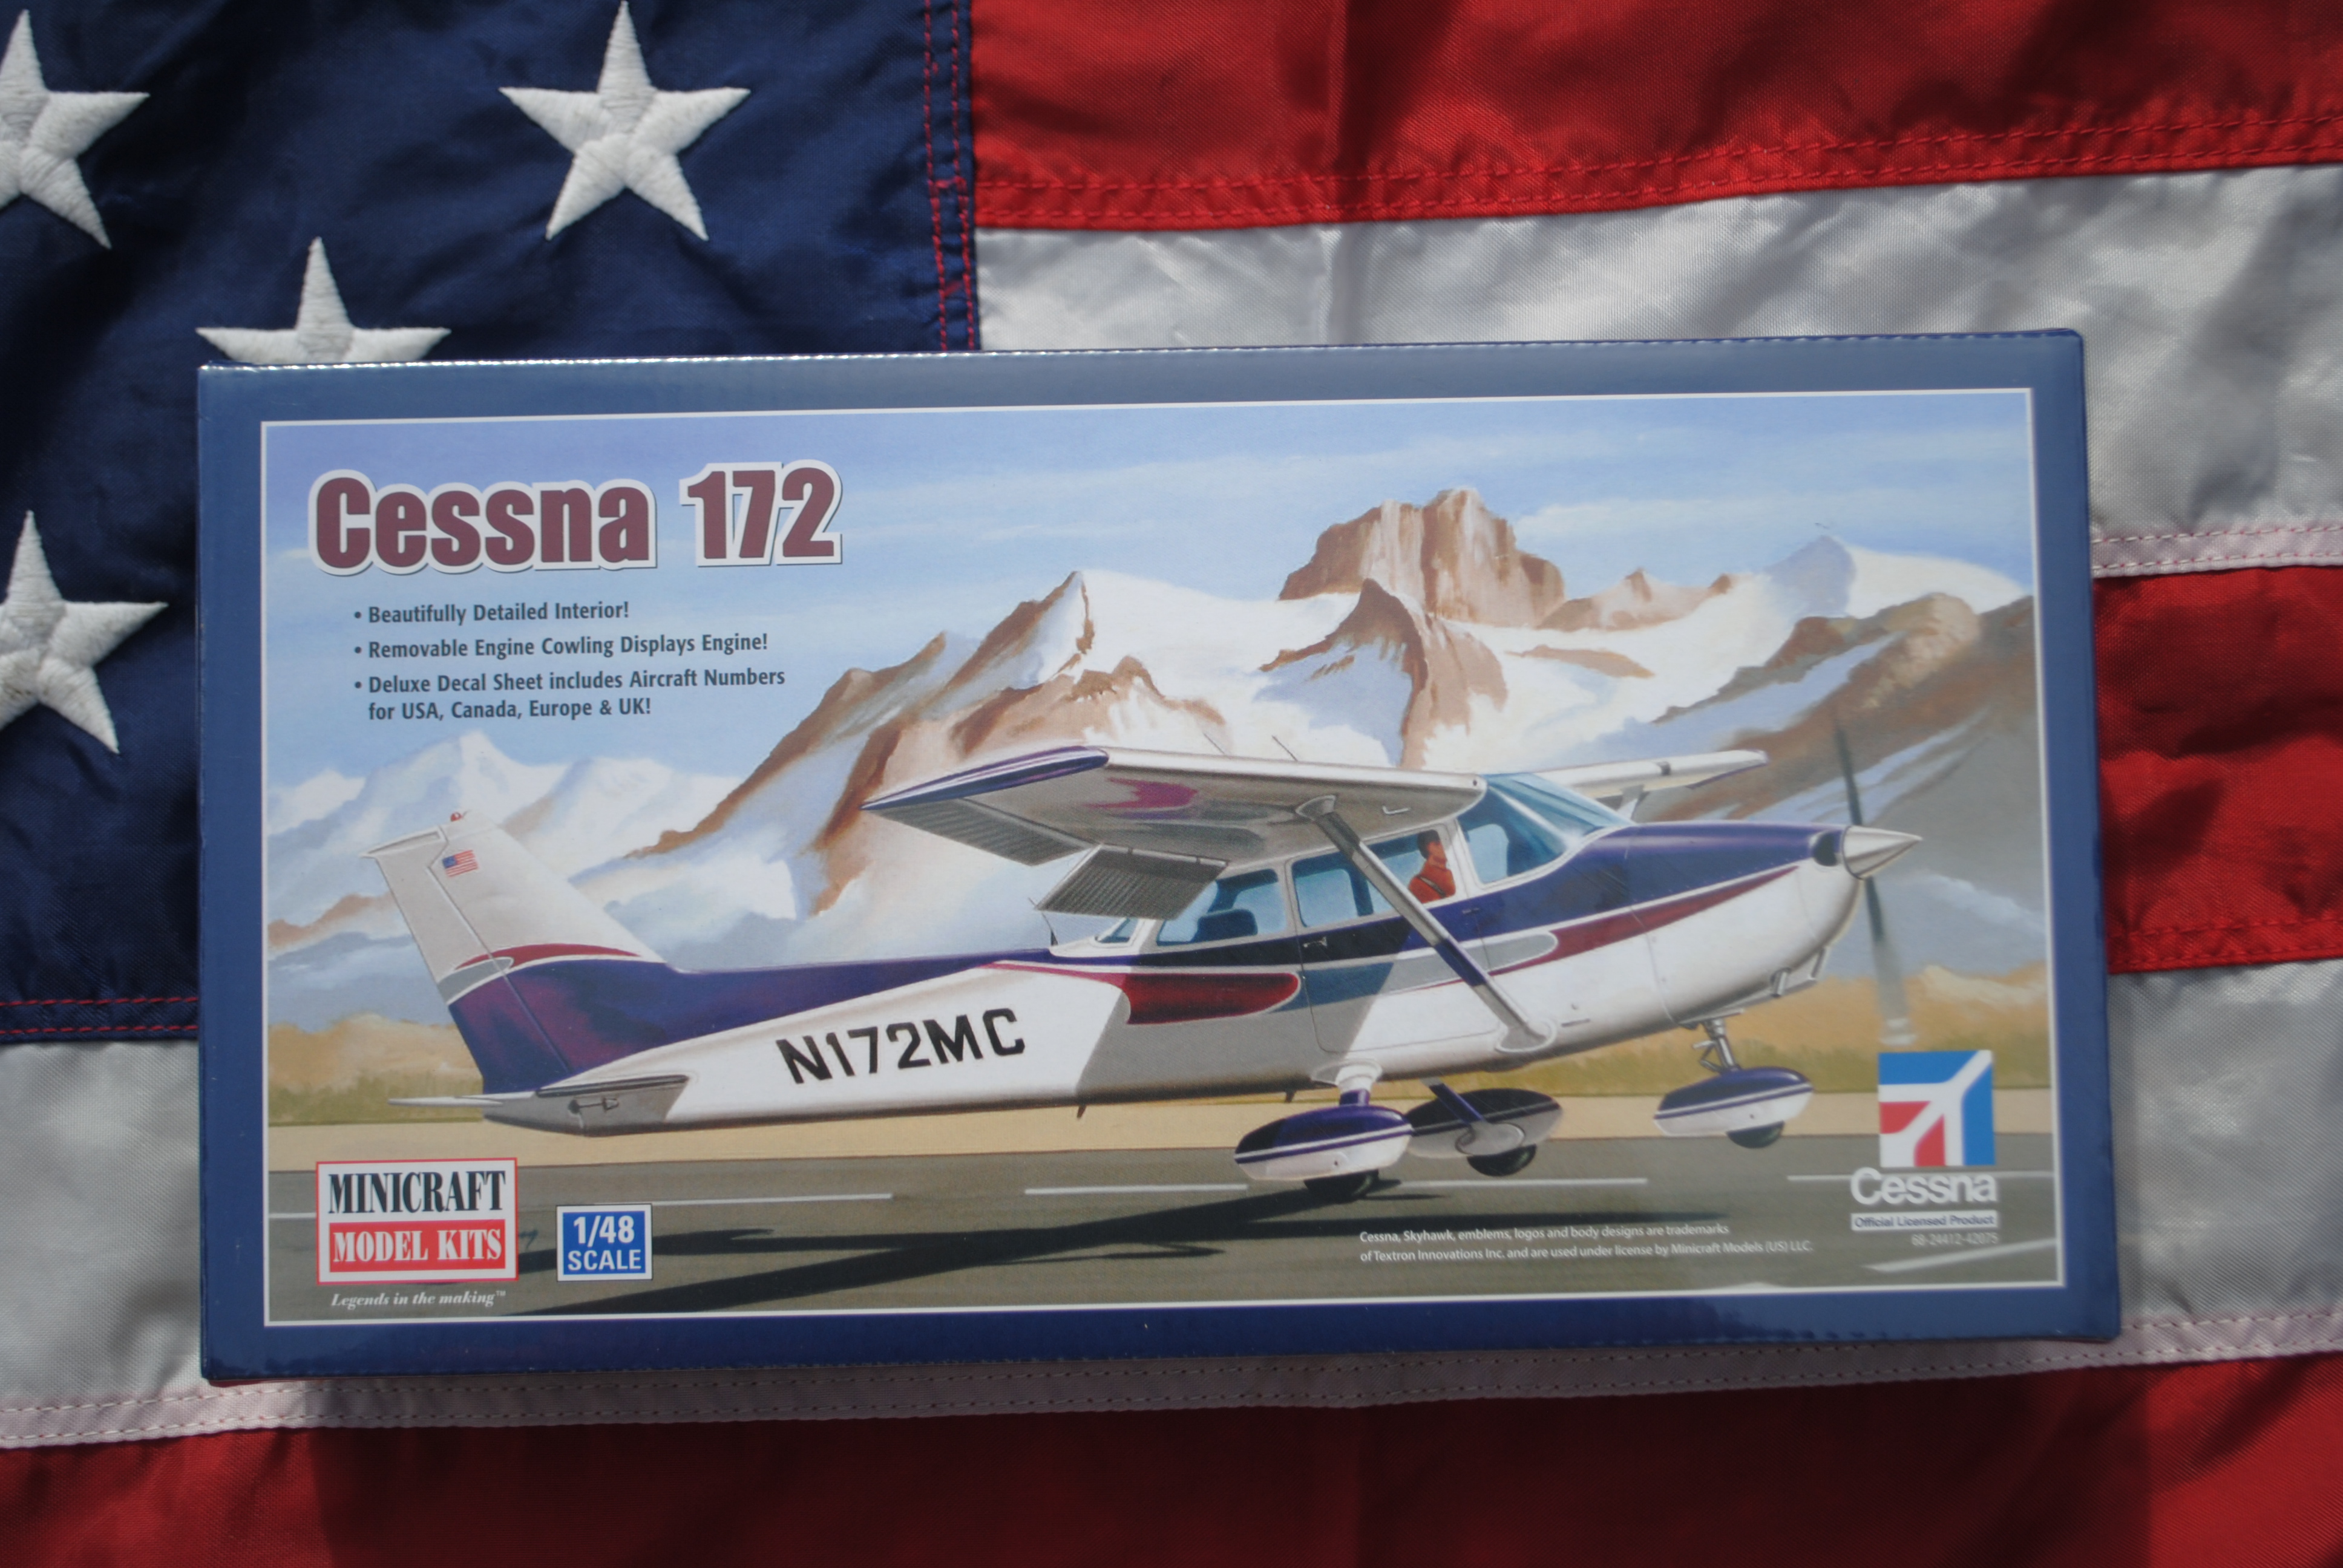 Cessna 172
• Beautifully Detailed Interior!
• Removable Engine Cowling Displays Engine!
• Deluxe Decal Sheet includes Aircraft Numbers
for USA, Canada, Europe & UK!
N172MC
MINICRAFT
MODEL KITS
Legends in the making™
1/48
SCALE
Cessna, Skyhawk, emblems, logos and body designs are trademarks
of Textron Innovations Inc. and are used under license by Minicraft Models (US) LLC.
Cessna
Official Licensed Product
68-24412-42075